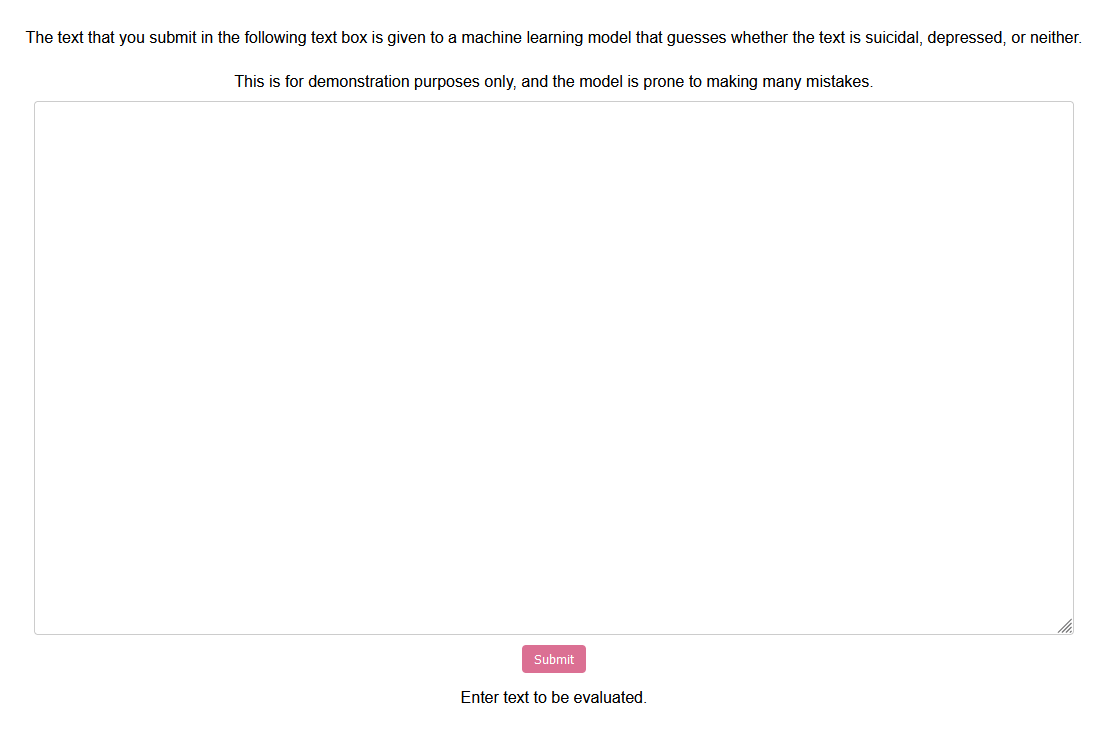 The text that you submit in the following text box is given to a machine learning model that guesses whether the text is suicidal, depressed, or neither.
This is for demonstration purposes only, and the model is prone to making many mistakes.
Submit
Enter text to be evaluated.